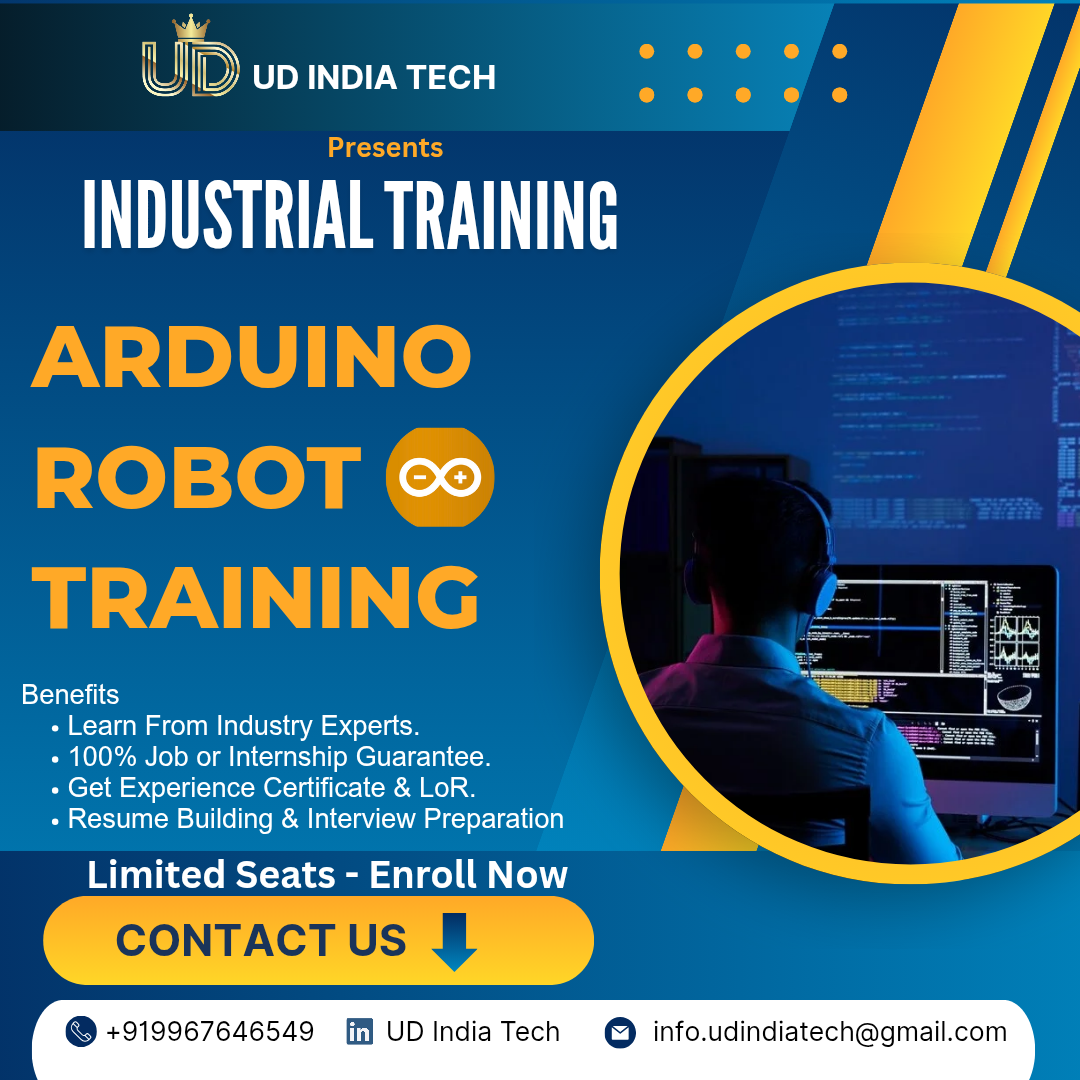 UD UD INDIA TECH
Presents
INDUSTRIAL TRAINING
ARDUINO
ROBOT
TRAINING
Benefits
• Learn From Industry Experts.
• 100% Job or Internship Guarantee.
• Get Experience Certificate & LoR.
• Resume Building & Interview Preparation
Limited Seats - Enroll Now
CONTACT US
+919967646549 in UD India Tech info.udindiatech@gmail.com